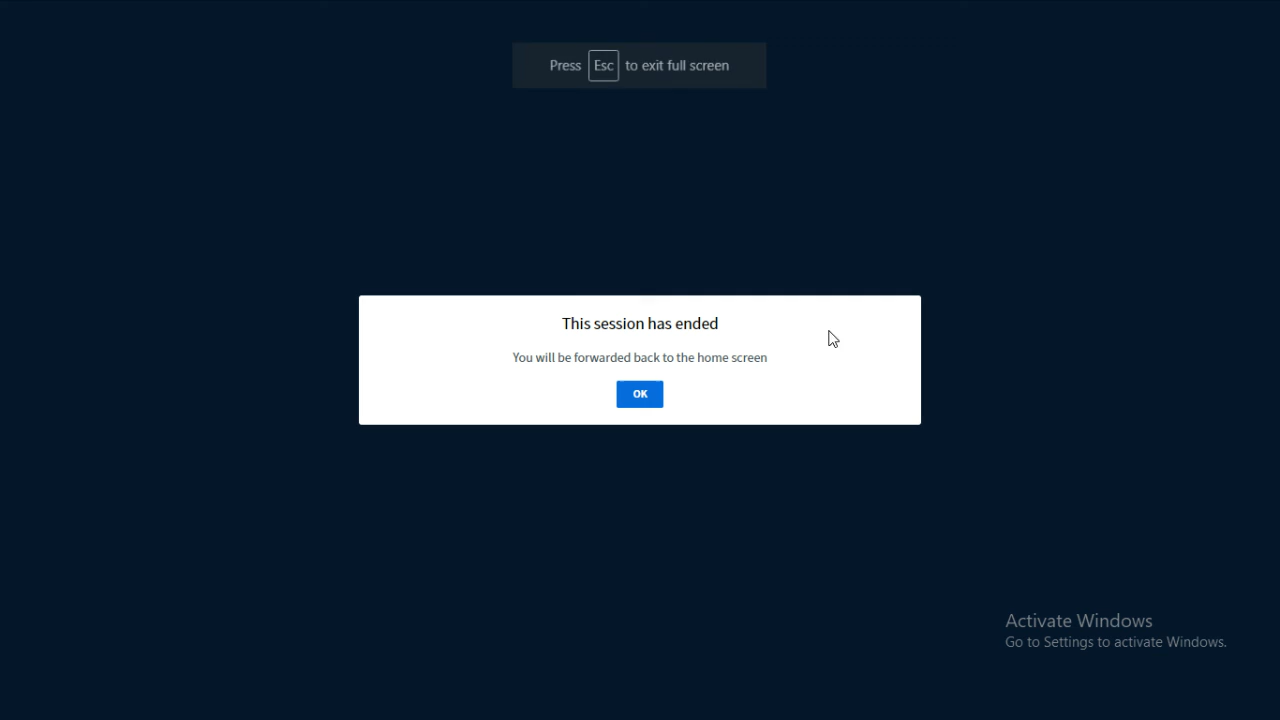 Press Esc to exit full screen
This session has ended
You will be forwarded back to the home screen
OK
Activate Windows
Go to Settings to activate Windows.